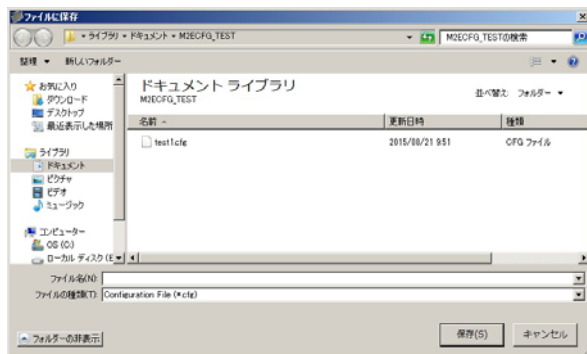 ファイルに保存
ライブラリ ▸ ドキュメント ▸ M2ECFG_TEST
M2ECFG_TESTの検索
整理 ▼ 新しいフォルダー
お気に入り
ダウンロード
デスクトップ
最近表示した場所
ライブラリ
ドキュメント
ピクチャ
ビデオ
ミュージック
コンピューター
OS (C:)
ローカル ディスク (E
ドキュメント ライブラリ
M2ECFG_TEST
並べ替え: フォルダー ▼
名前 更新日時 種類
test1.cfg 2015/08/21 9:51 CFG ファイル
ファイル名(N):
ファイルの種類(T): Configuration File (*.cfg)
フォルダーの非表示
保存(S) キャンセル